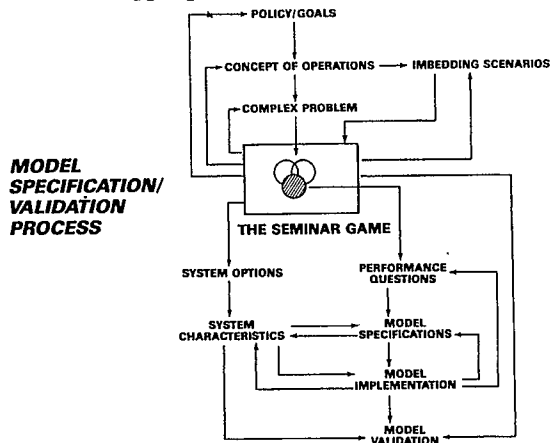 POLICY/GOALS
CONCEPT OF OPERATIONS
IMBEDDING SCENARIOS
COMPLEX PROBLEM
MODEL
SPECIFICATION/
VALIDATION
PROCESS
THE SEMINAR GAME
SYSTEM OPTIONS
PERFORMANCE
QUESTIONS
SYSTEM
CHARACTERISTICS
MODEL
SPECIFICATIONS
MODEL
IMPLEMENTATION
MODEL
VALIDATION